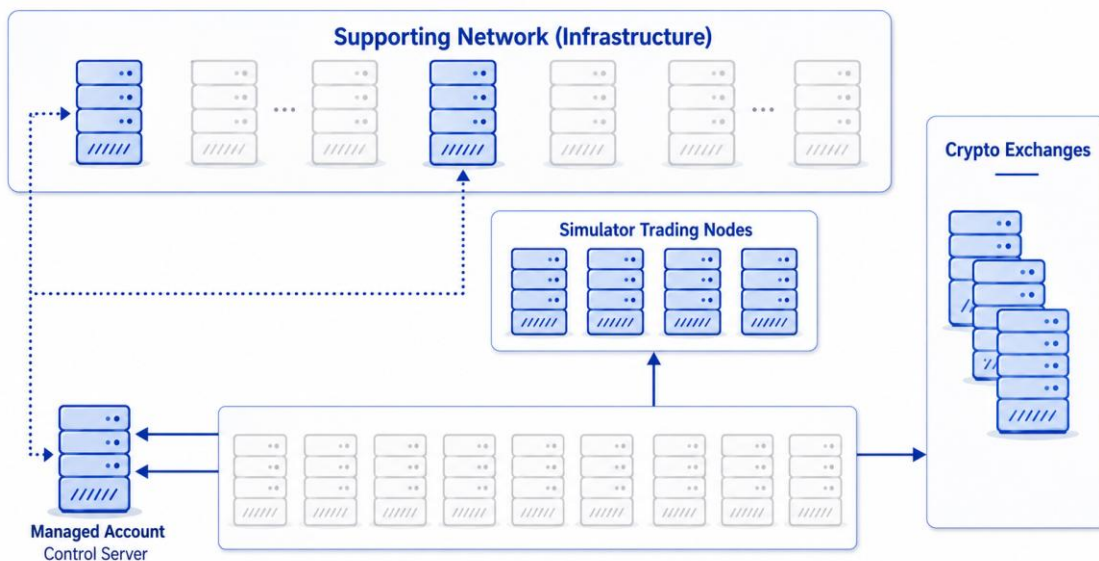 Supporting Network (Infrastructure)
Crypto Exchanges
Simulator Trading Nodes
Managed Account
Control Server